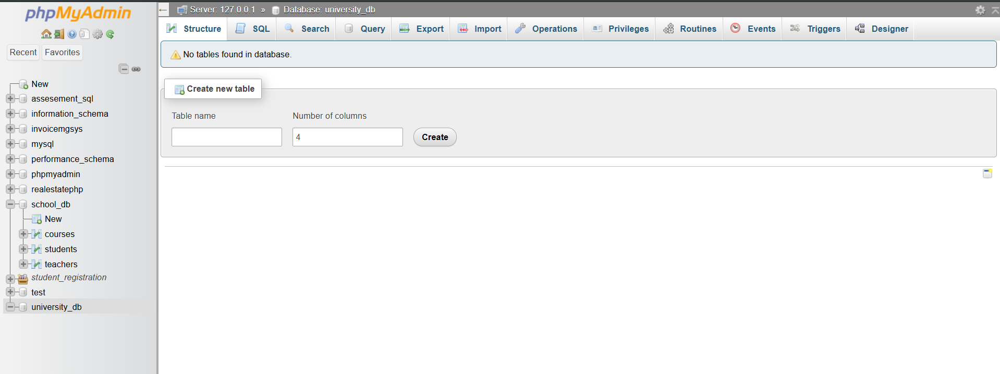 phpMyAdmin
Recent Favorites
New
assesement_sql
information_schema
invoicemgsys
mysql
performance_schema
phpmyadmin
realestatephp
school_db
New
courses
students
teachers
student_registration
test
university_db
Server: 127.0.0.1 » Database: university_db
Structure SQL Search Query Export Import Operations Privileges Routines Events Triggers Designer
No tables found in database.
Create new table
Table name Number of columns
4 Create